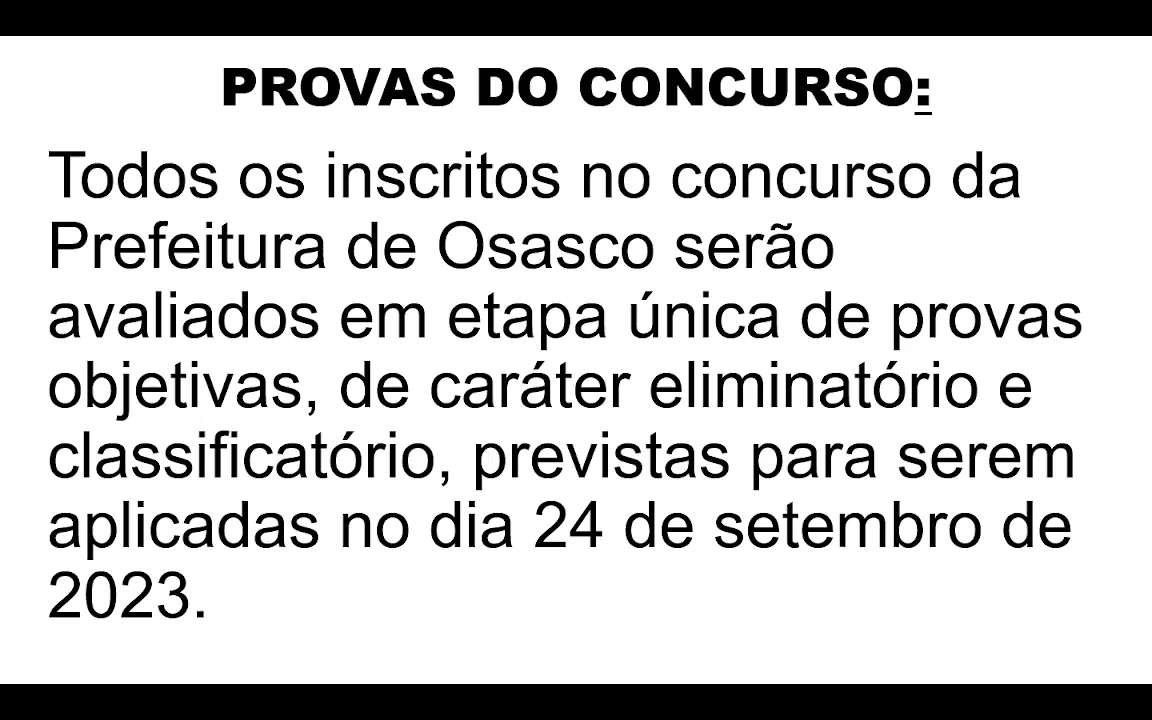 PROVAS DO CONCURSO:
Todos os inscritos no concurso da
Prefeitura de Osasco serão
avaliados em etapa única de provas
objetivas, de caráter eliminatório e
classificatório, previstas para serem
aplicadas no dia 24 de setembro de
2023.